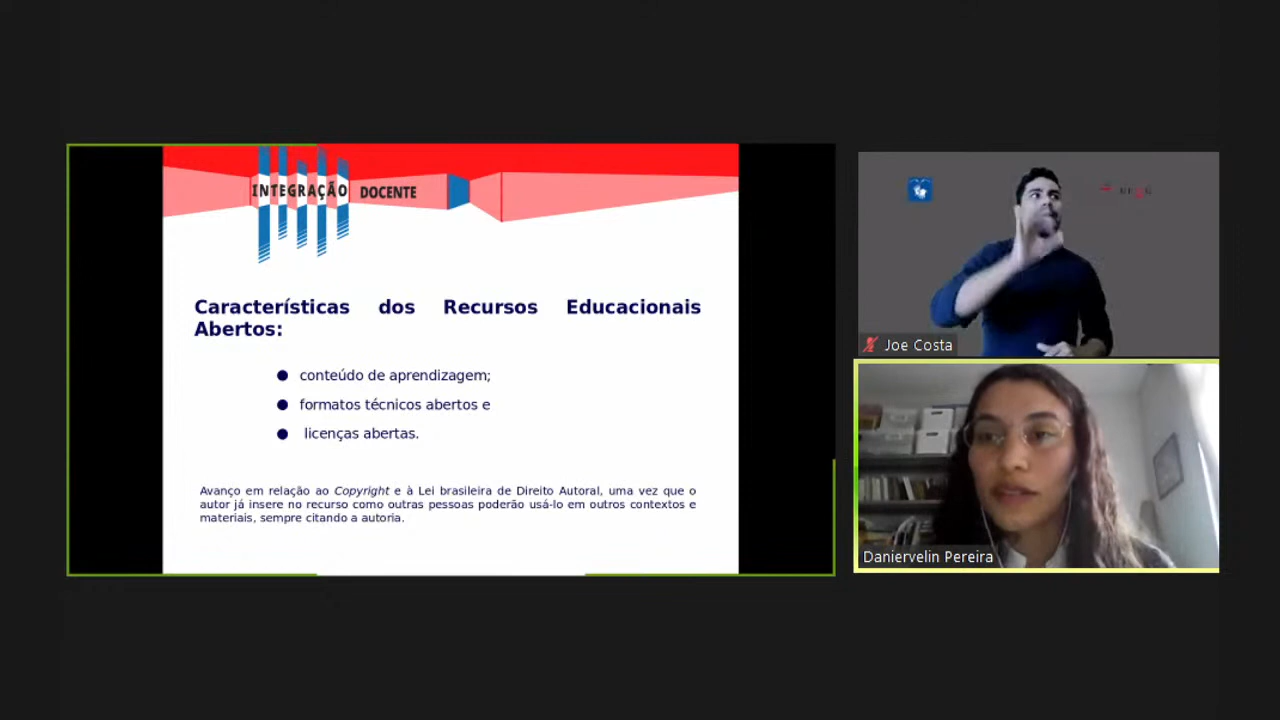 INTEGRAÇÃO DOCENTE
Características dos Recursos Educacionais
Abertos:
● conteúdo de aprendizagem;
● formatos técnicos abertos e
● licenças abertas.
Avanço em relação ao Copyright e à Lei brasileira de Direito Autoral, uma vez que o
autor já insere no recurso como outras pessoas poderão usá-lo em outros contextos e
materiais, sempre citando a autoria.
Joe Costa
Daniervelin Pereira